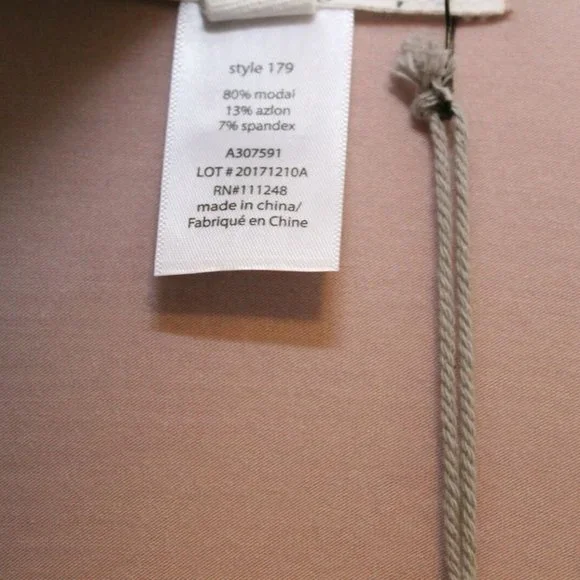 style 179
80% modal
13% azlon
7% spandex
A307591
LOT # 20171210A
RN#111248
made in china/
Fabriqué en Chine